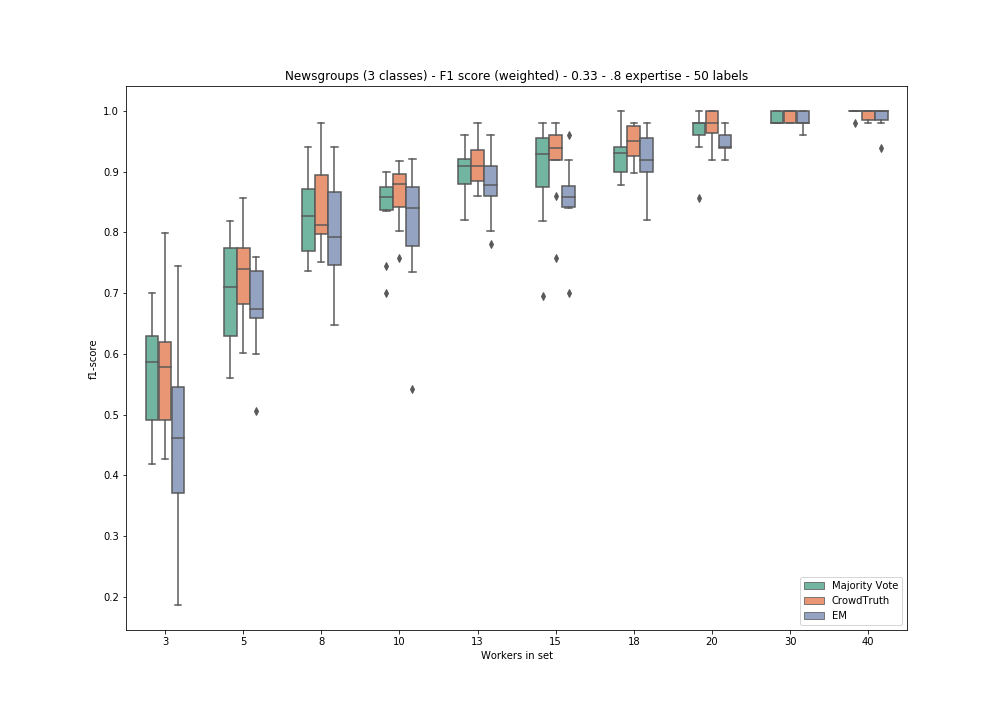 Newsgroups (3 classes) - F1 score (weighted) - 0.33 - .8 expertise - 50 labels
1.0
0.9
0.8
0.7
0.6
0.5
0.4
0.3
0.2
f1-score
3 5 8 10 13 15 18 20 30 40
Workers in set
Majority Vote
CrowdTruth
EM